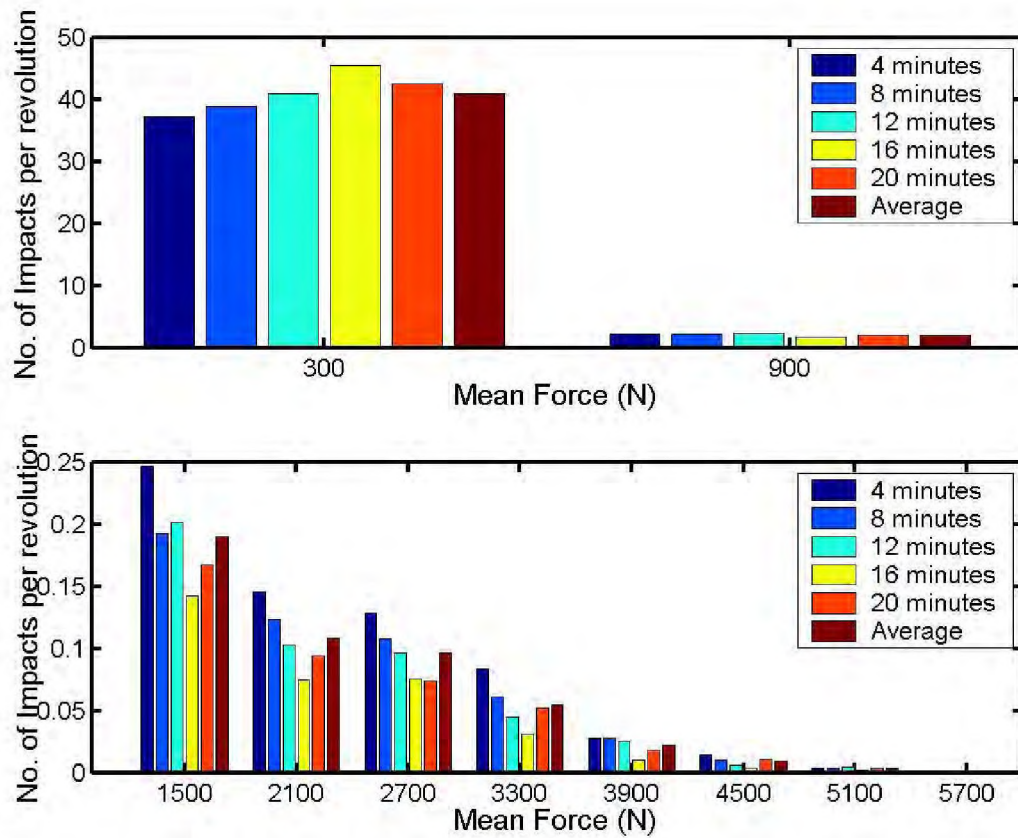 No. of Impacts per revolution
50
40
30
20
10
0
300
900
Mean Force (N)
4 minutes
8 minutes
12 minutes
16 minutes
20 minutes
Average
No. of Impacts per revolution
0.25
0.2
0.15
0.1
0.05
0
1500
2100
2700
3300
3900
4500
5100
5700
Mean Force (N)
4 minutes
8 minutes
12 minutes
16 minutes
20 minutes
Average